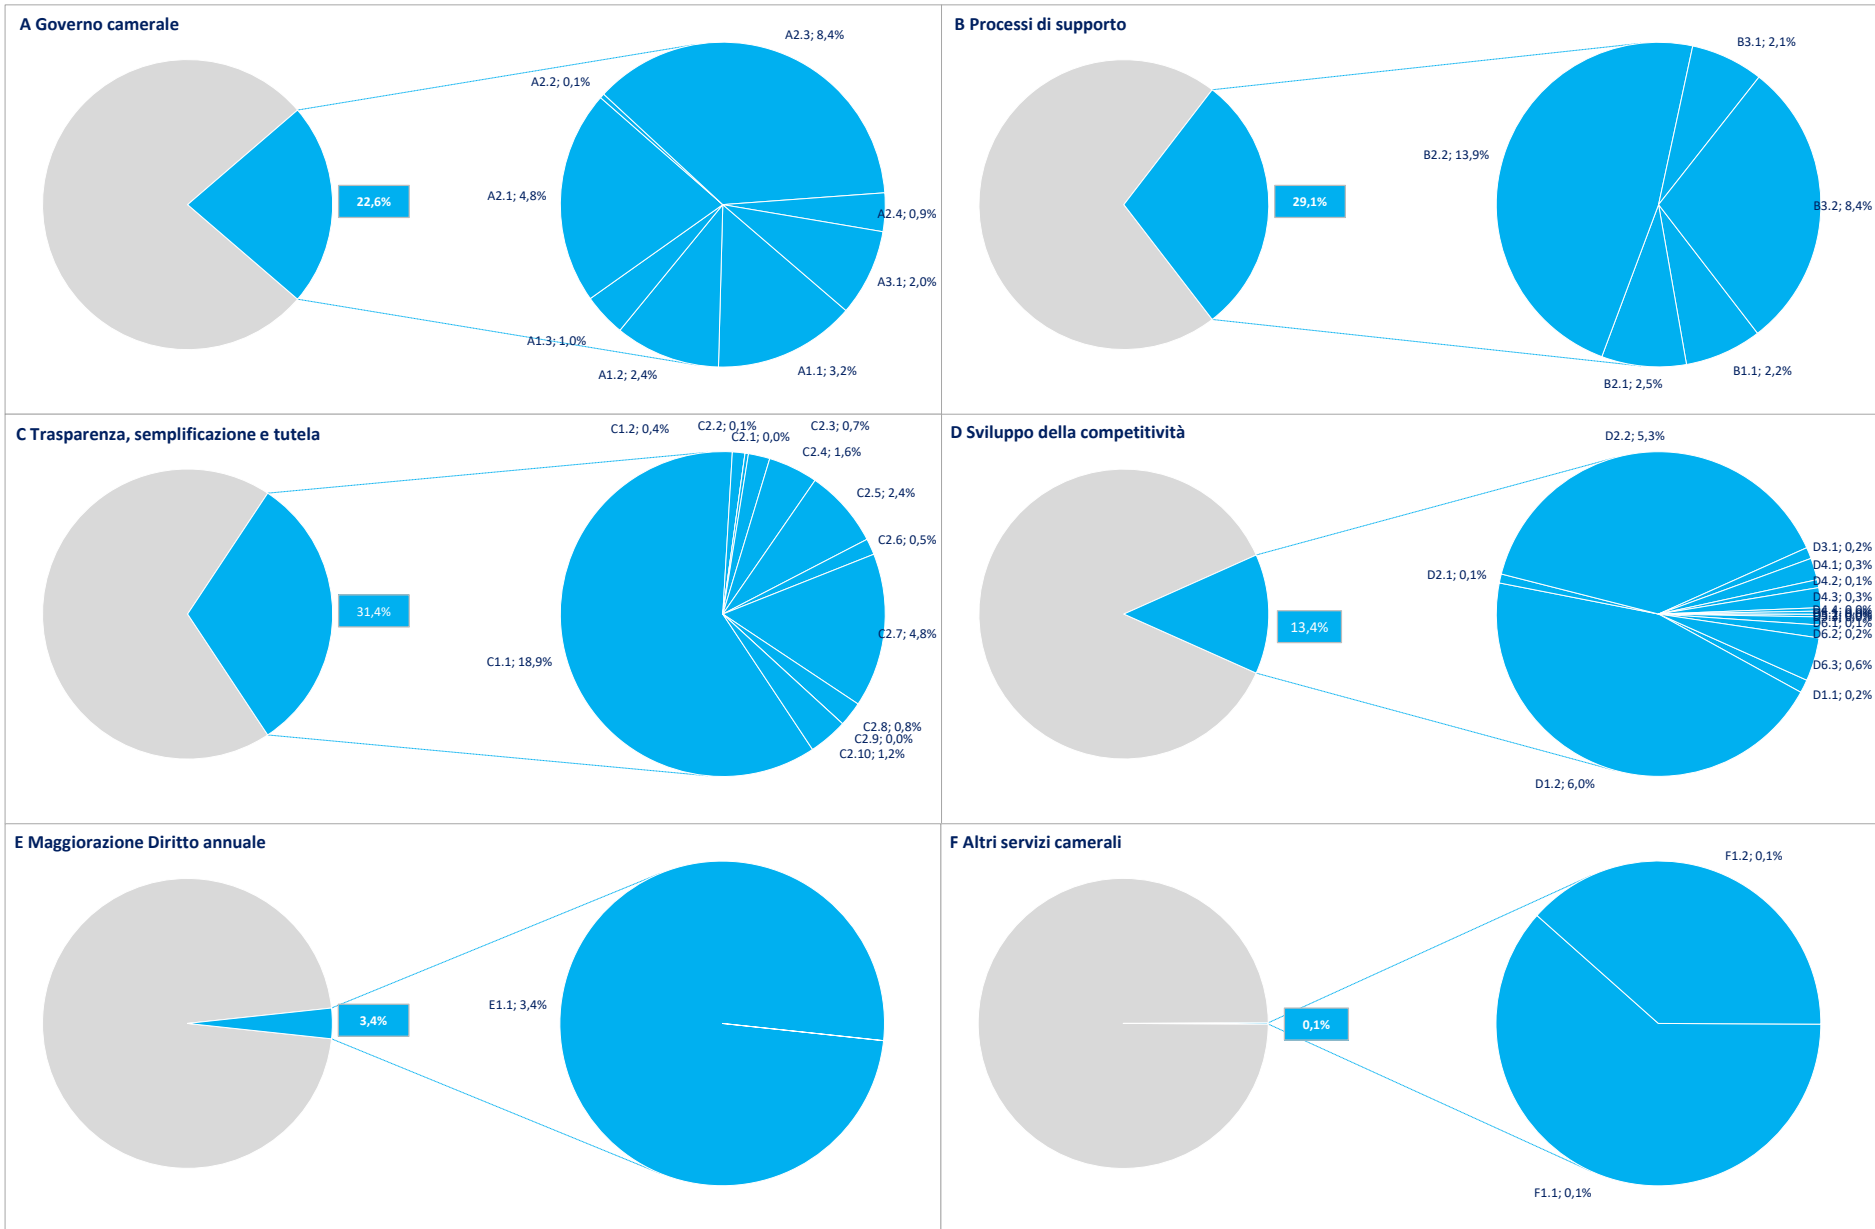 A Governo camerale
A2.3; 8,4%
A2.2; 0,1%
A2.1; 4,8%
22,6%
A2.4; 0,9%
A3.1; 2,0%
A1.3; 1,0%
A1.2; 2,4%
A1.1; 3,2%
B Processi di supporto
B3.1; 2,1%
B2.2; 13,9%
29,1%
B3.2; 8,4%
B1.1; 2,2%
B2.1; 2,5%
C Trasparenza, semplificazione e tutela
C1.2; 0,4%
C2.2; 0,1%
C2.1; 0,0%
C2.3; 0,7%
C2.4; 1,6%
C2.5; 2,4%
C2.6; 0,5%
31,4%
C2.7; 4,8%
C1.1; 18,9%
C2.8; 0,8%
C2.9; 0,0%
C2.10; 1,2%
D Sviluppo della competitività
D2.2; 5,3%
D3.1; 0,2%
D4.1; 0,3%
D2.1; 0,1%
D4.2; 0,1%
D4.3; 0,3%
D4.4; 0,0%
13,4%
D6.1; 0,1%
D6.2; 0,2%
D6.3; 0,6%
D1.1; 0,2%
D1.2; 6,0%
E Maggiorazione Diritto annuale
E1.1; 3,4%
3,4%
F Altri servizi camerali
F1.2; 0,1%
0,1%
F1.1; 0,1%